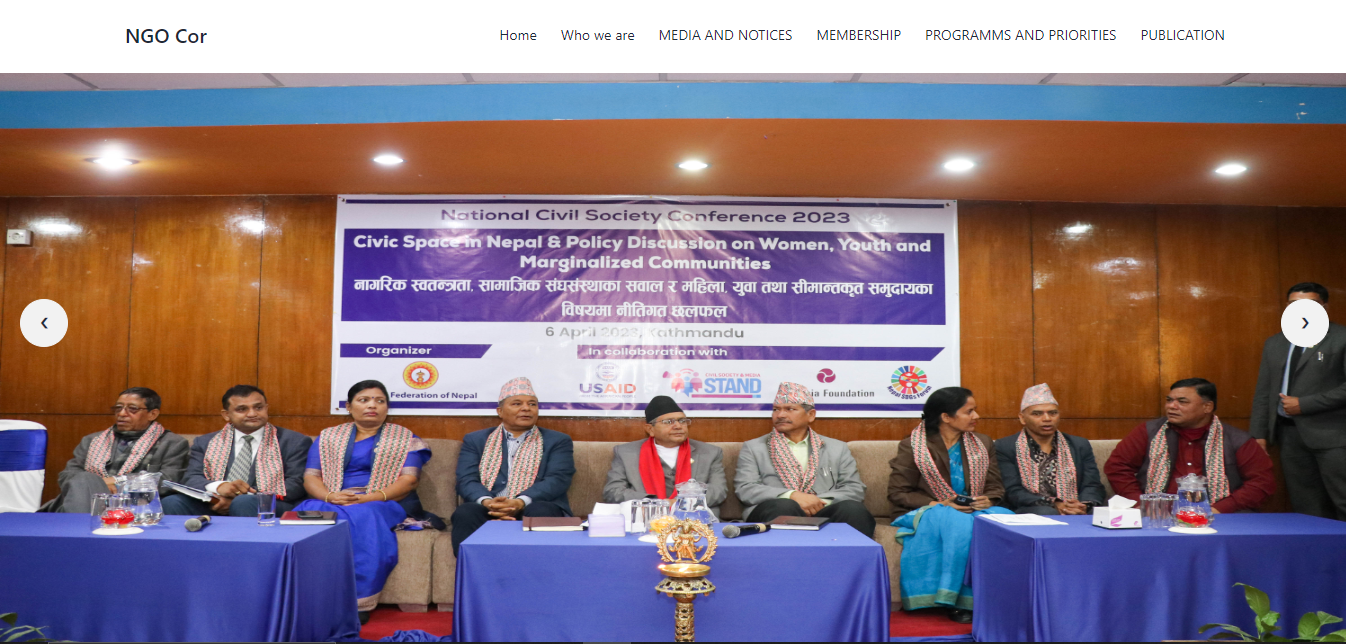 NGO Cor
Home Who we are MEDIA AND NOTICES MEMBERSHIP PROGRAMMS AND PRIORITIES PUBLICATION
National Civil Society Conference 2023
Civic Space in Nepal & Policy Discussion on Women, Youth and
Marginalized Communities
नागरिक स्वतन्त्रता, सामाजिक संघसंस्थाका सवाल र महिला, युवा तथा सीमान्तकृत समुदायका
विषयमा नीतिगत छलफल
6 April 2023, Kathmandu
Organizer In collaboration with
USAID
CIVIL SOCIETY & MEDIA
STAND
Federation of Nepal
Foundation
Nepal SDGs Forum